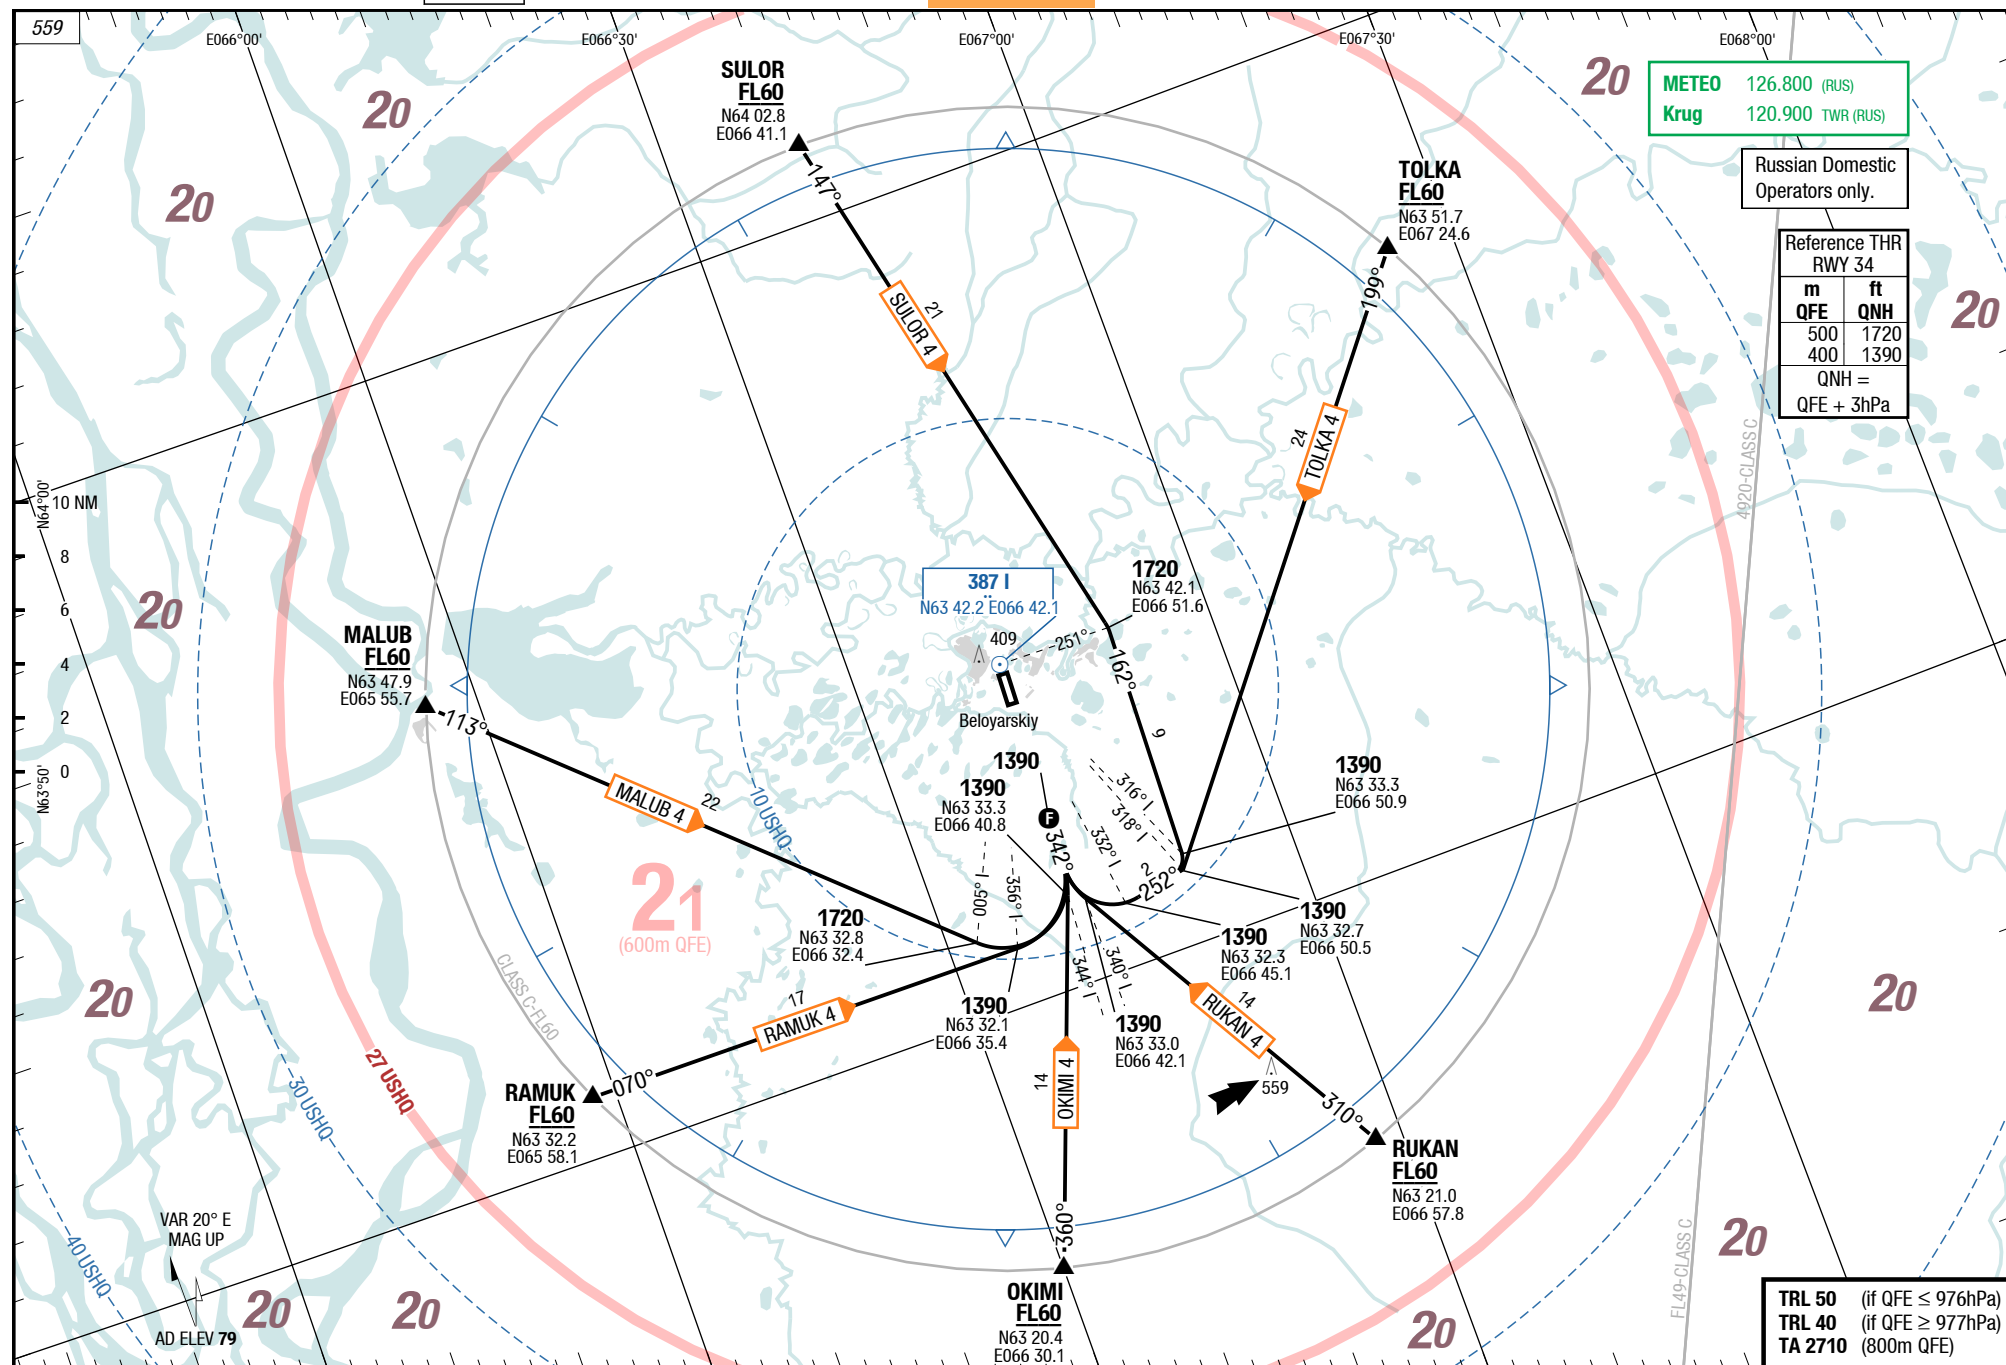 559
E066°00'
E066°30'
E067°00'
E067°30'
E068°00'
20
20
20
20
20
20
20
20
20
20
20
METEO 126.800 (RUS)
Krug 120.900 TWR (RUS)
Russian Domestic
Operators only.
Reference THR
RWY 34
m ft
QFE QNH
500 1720
400 1390
QNH =
QFE + 3hPa
SULOR
FL60
N64 02.8
E066 41.1
147°
SULOR 4
21
TOLKA
FL60
N63 51.7
E067 24.6
199°
TOLKA 4
24
4920-CLASS C
N64°00'
10 NM
8
6
4
2
0
N63°50'
387 I
N63 42.2 E066 42.1
409
251°
Beloyarskiy
1720
N63 42.1
E066 51.6
162°
9
MALUB
FL60
N63 47.9
E065 55.7
113°
MALUB 4
22
10 USHQ
1390
1390
N63 33.3
E066 40.8
F
342°
316° I
318° I
332° I
2
252°
1390
N63 33.3
E066 50.9
005° I
356° I
21
(600m QFE)
1720
N63 32.8
E066 32.4
1390
N63 32.7
E066 50.5
1390
N63 32.3
E066 45.1
344° I
340° I
1390
N63 32.1
E066 35.4
1390
N63 33.0
E066 42.1
17
RAMUK 4
070°
RAMUK
FL60
N63 32.2
E065 58.1
14
OKIMI 4
360°
OKIMI
FL60
N63 20.4
E066 30.1
14
RUKAN 4
559
310°
RUKAN
FL60
N63 21.0
E066 57.8
CLASS C-FL60
27 USHQ
30 USHQ
40 USHQ
FL49-CLASS C
VAR 20° E
MAG UP
AD ELEV 79
TRL 50 (if QFE ≤ 976hPa)
TRL 40 (if QFE ≥ 977hPa)
TA 2710 (800m QFE)